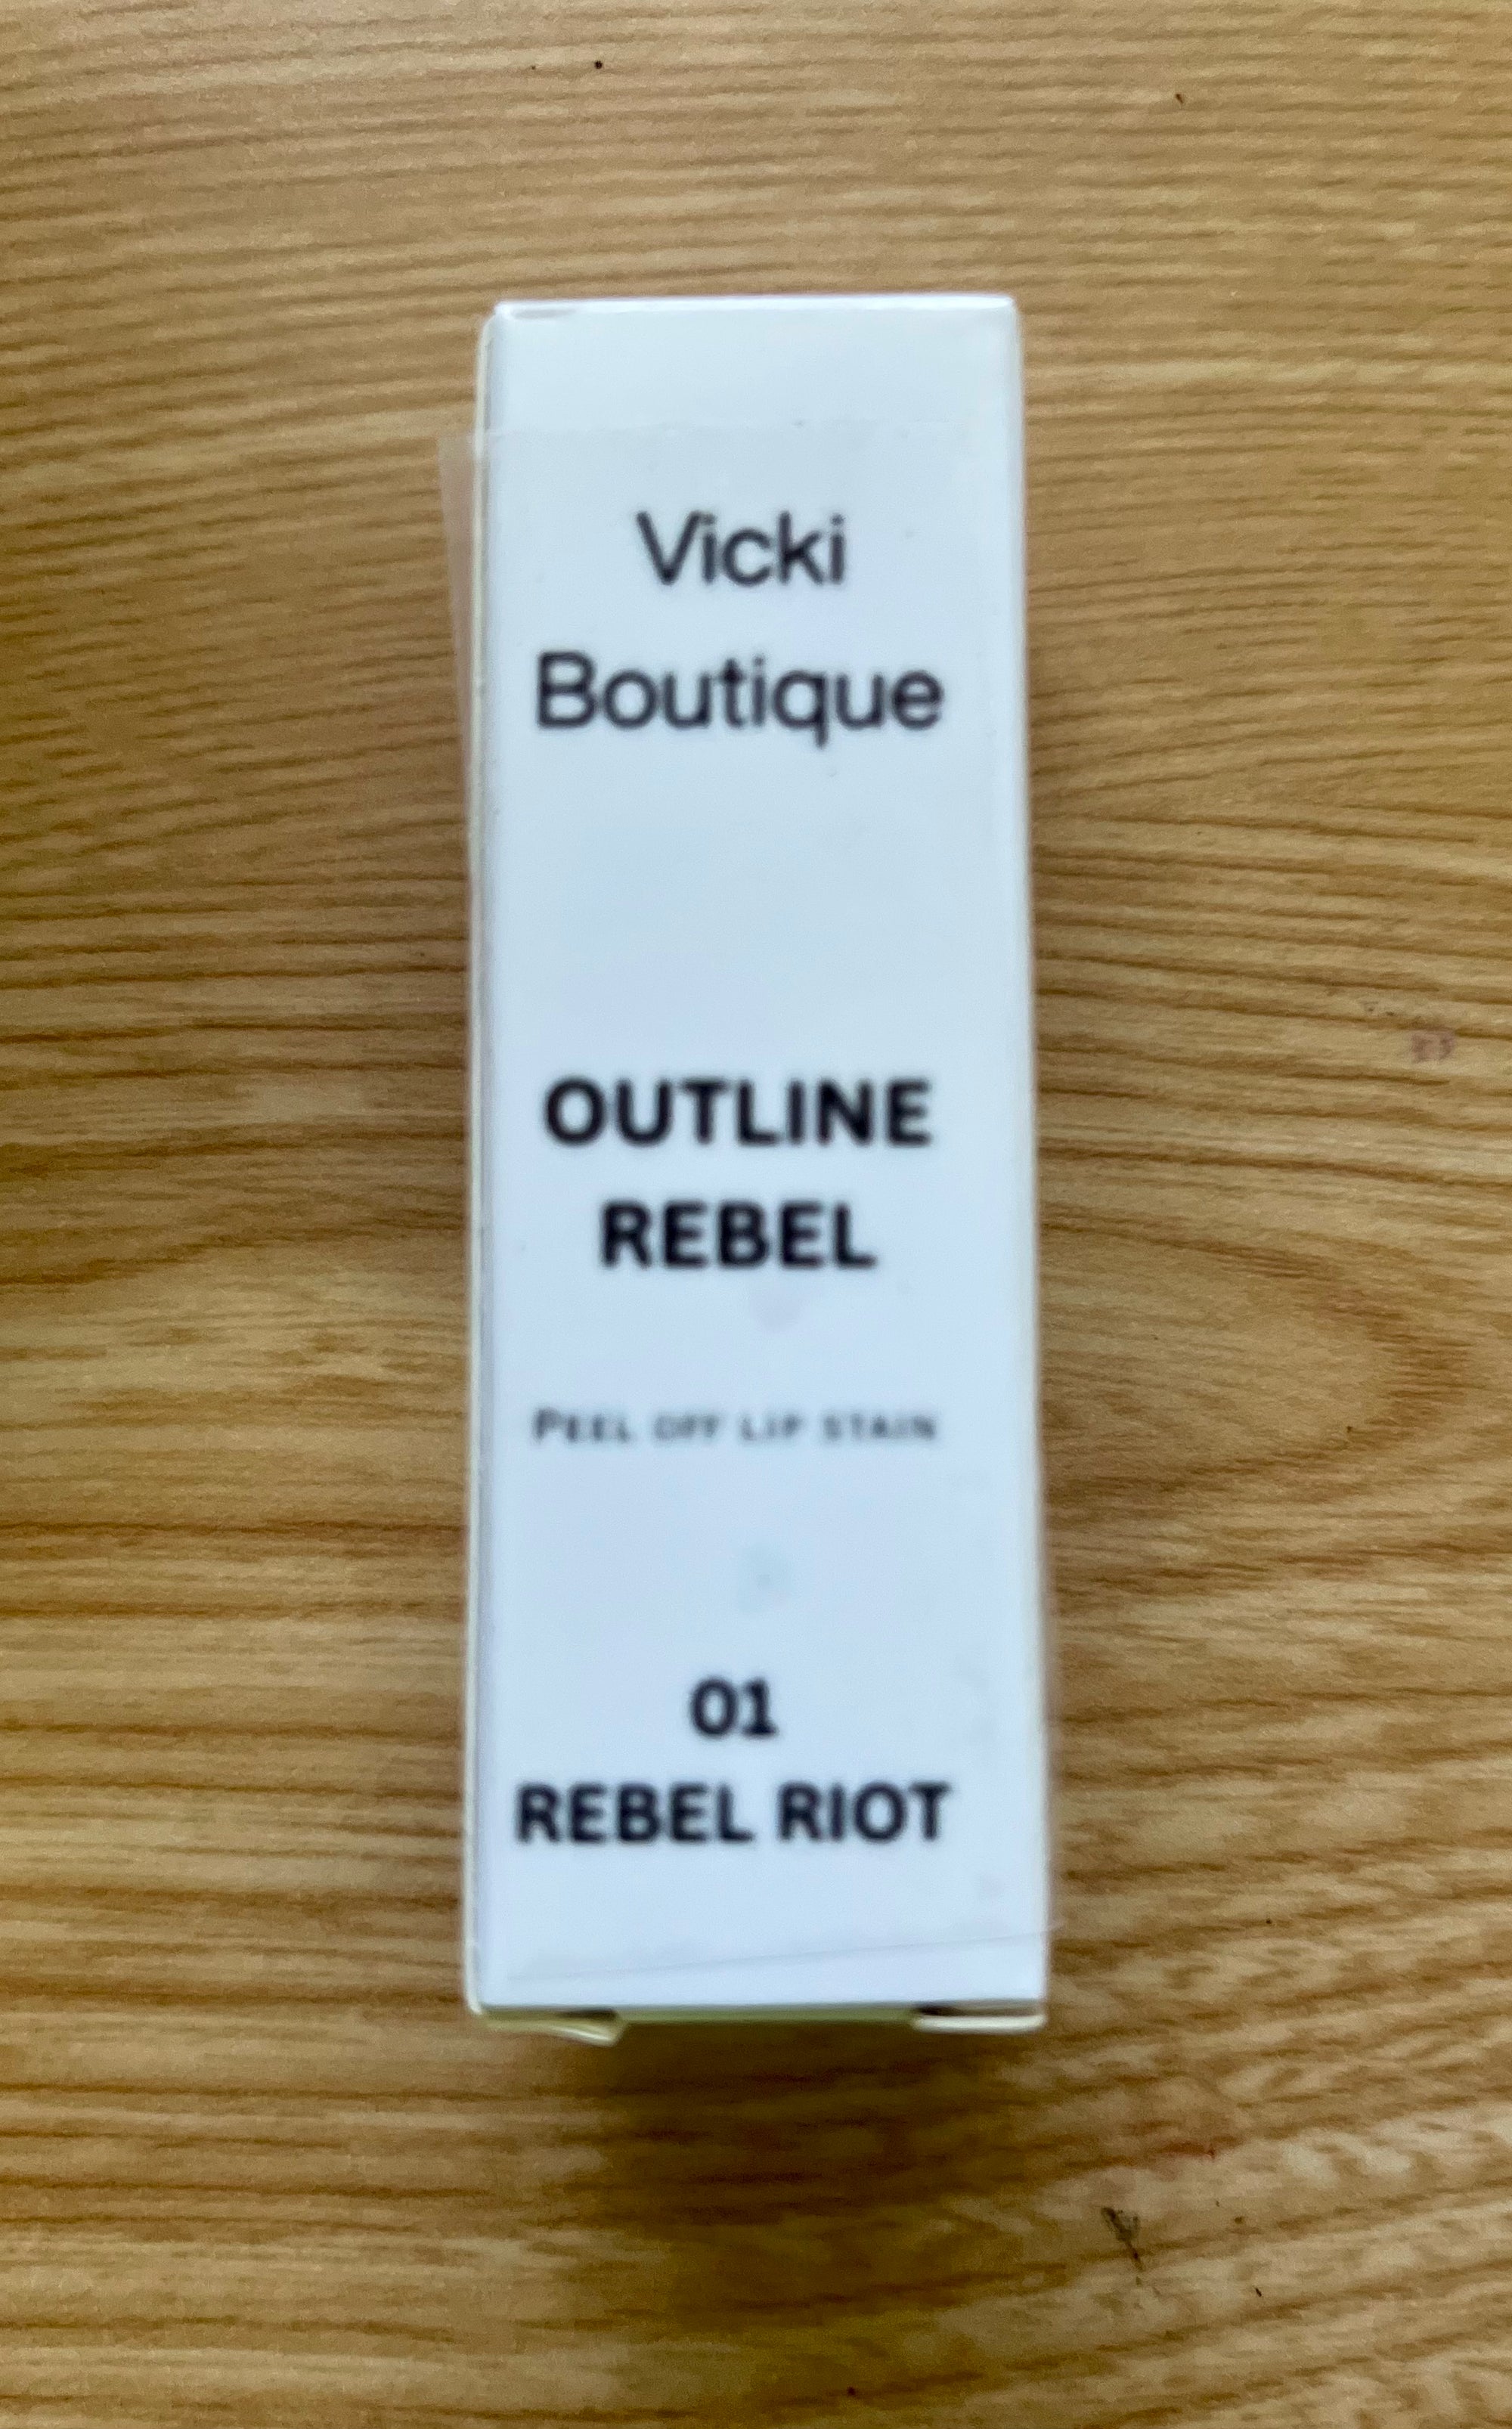 Vicki
Boutique
OUTLINE
REBEL
PEEL OFF LIP STAIN
01
REBEL RIOT